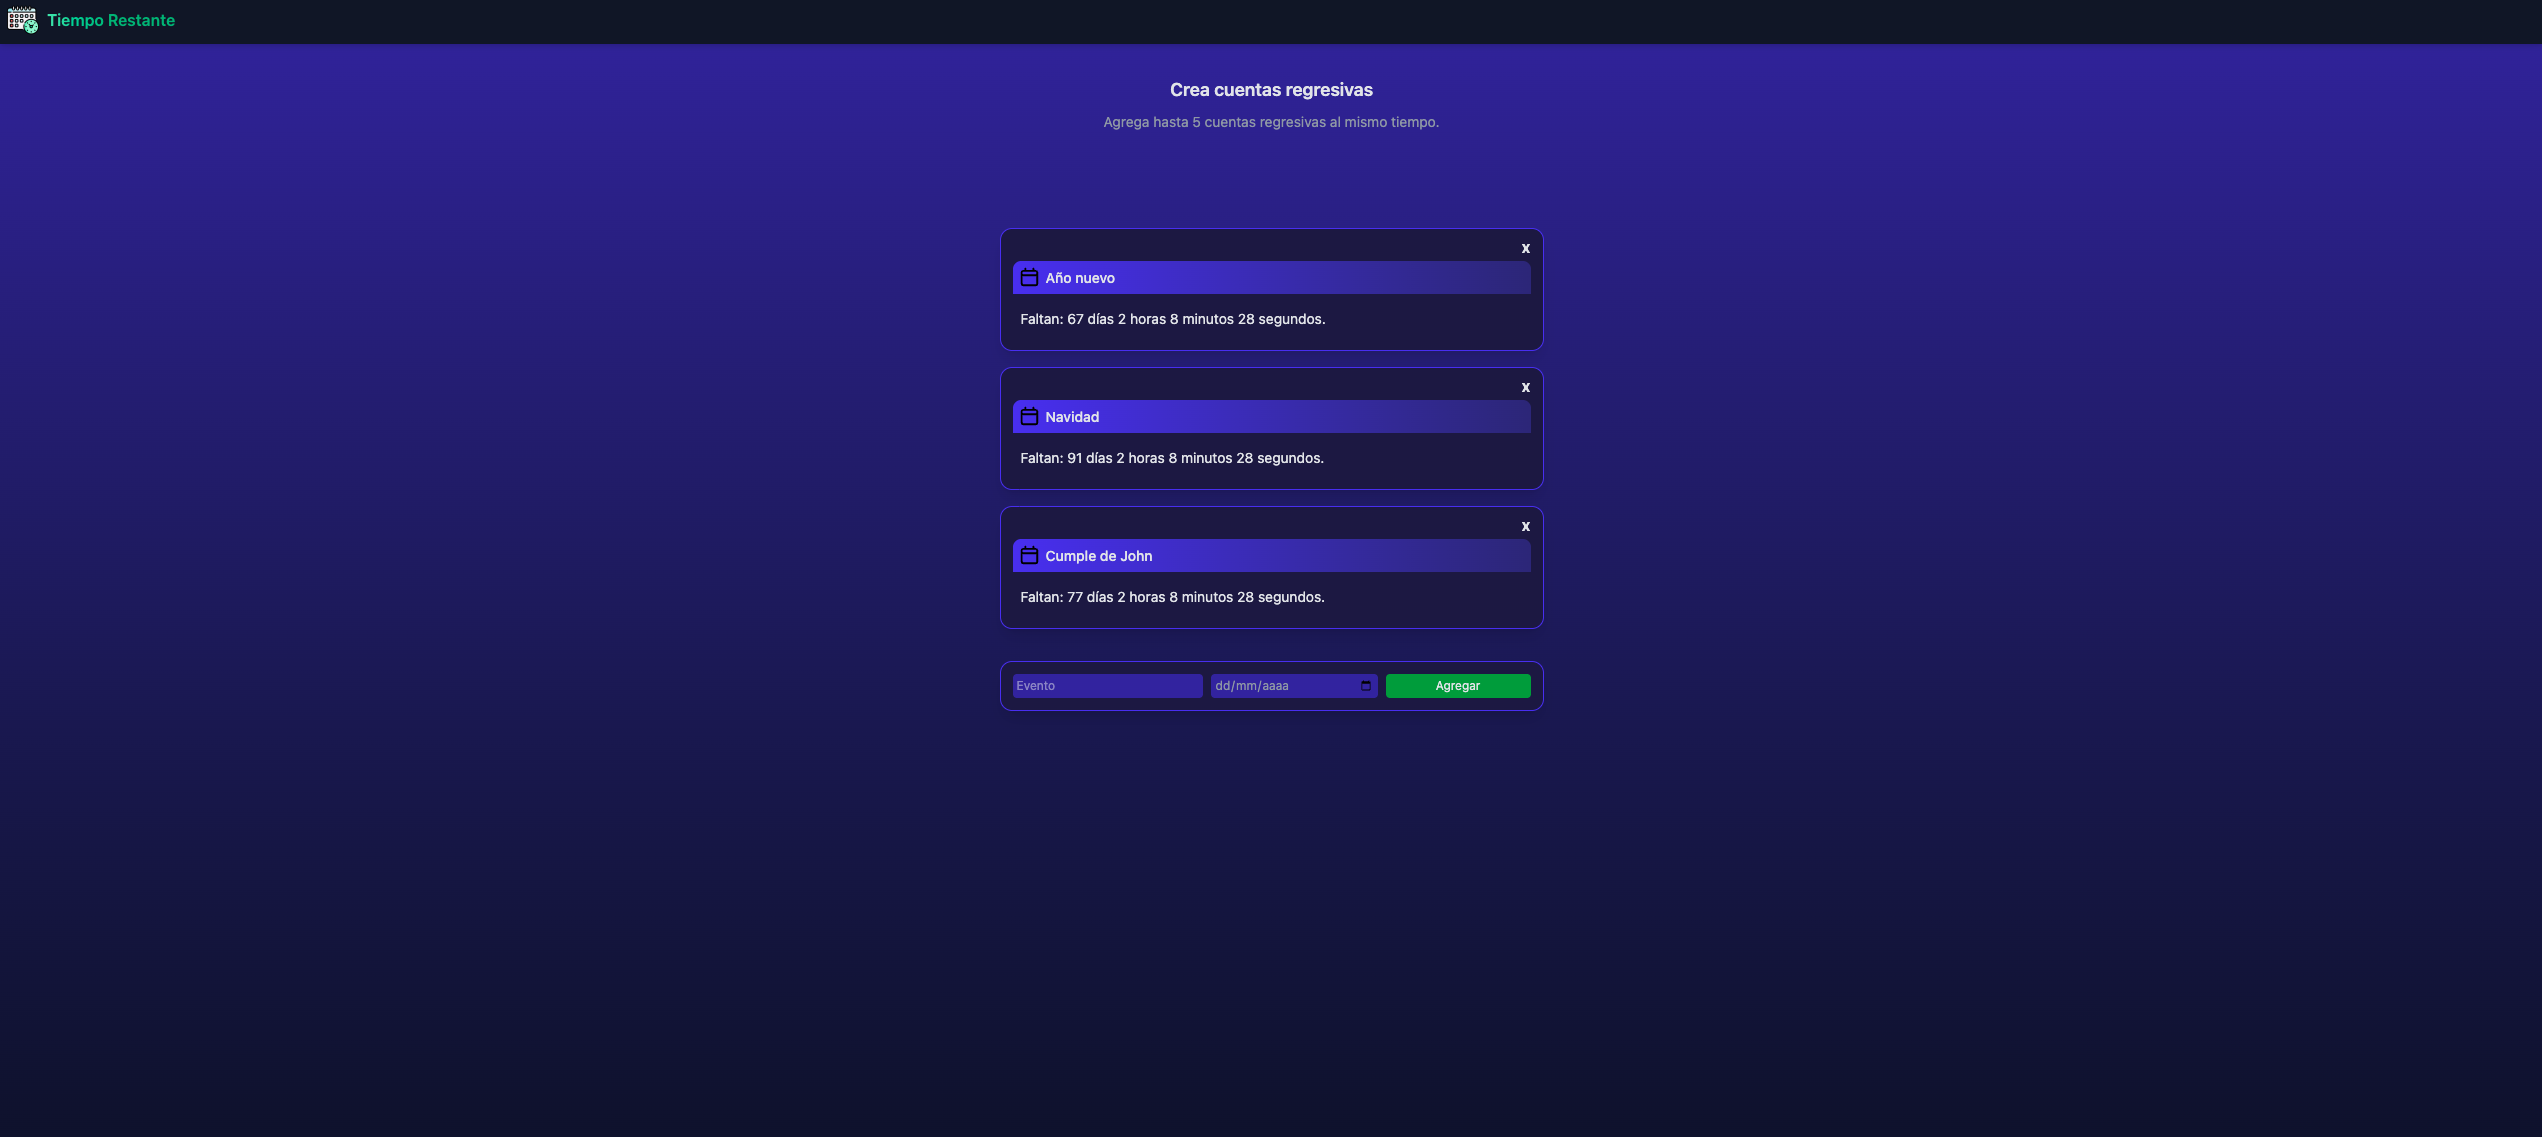 Tiempo Restante
Crea cuentas regresivas
Agrega hasta 5 cuentas regresivas al mismo tiempo.
x
Año nuevo
Faltan: 67 días 2 horas 8 minutos 28 segundos.
x
Navidad
Faltan: 91 días 2 horas 8 minutos 28 segundos.
x
Cumple de John
Faltan: 77 días 2 horas 8 minutos 28 segundos.
Evento dd/mm/aaaa Agregar